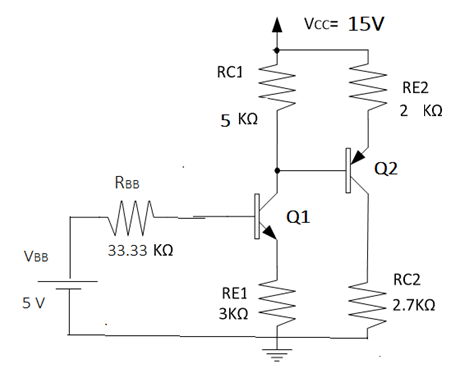 VCC= 15V
RC1
5 KΩ
RE2
2 KΩ
Q2
RBB
33.33 KΩ
Q1
VBB
5 V
RE1
3KΩ
RC2
2.7KΩ